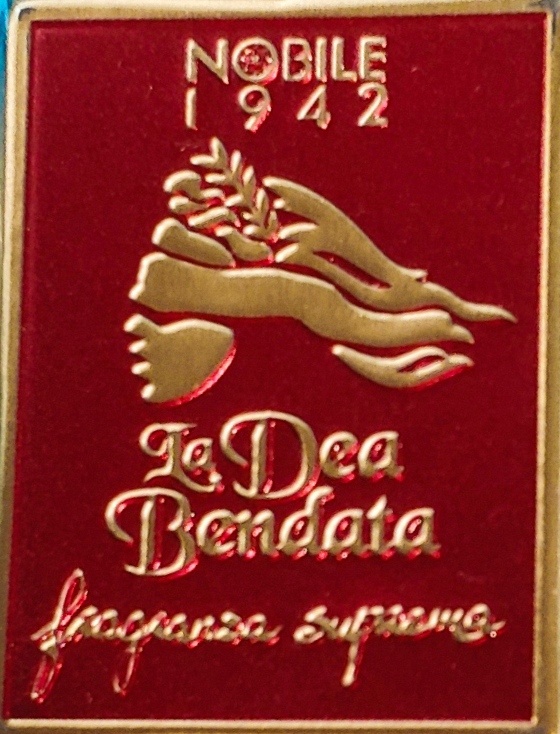 NOBILE
1942
La Dea
Bendata
fragranza suprema